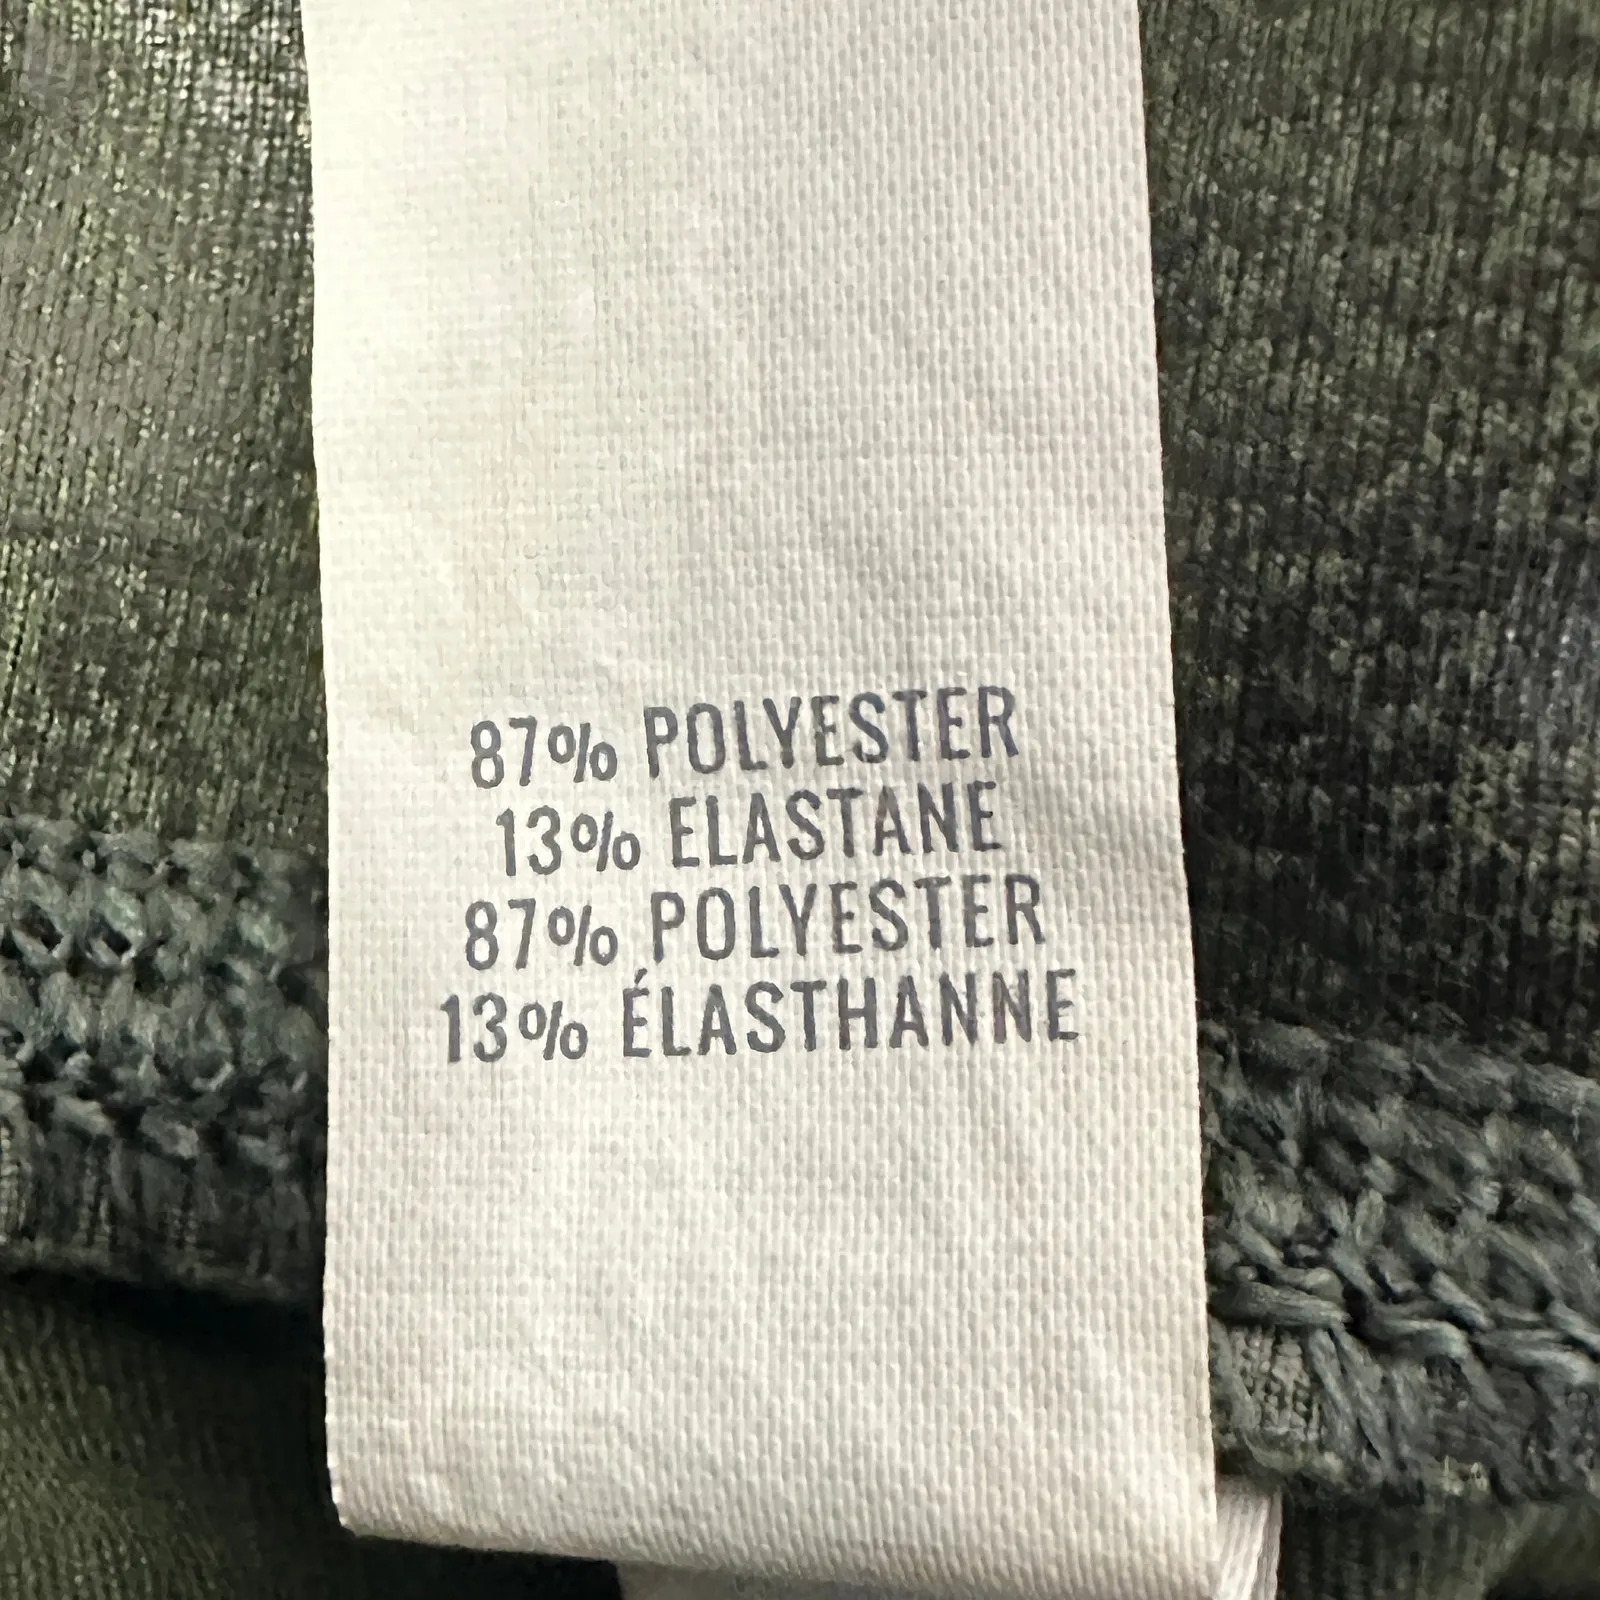 87% POLYESTER
13% ELASTANE
87% POLYESTER
13% ÉLASTHANNE